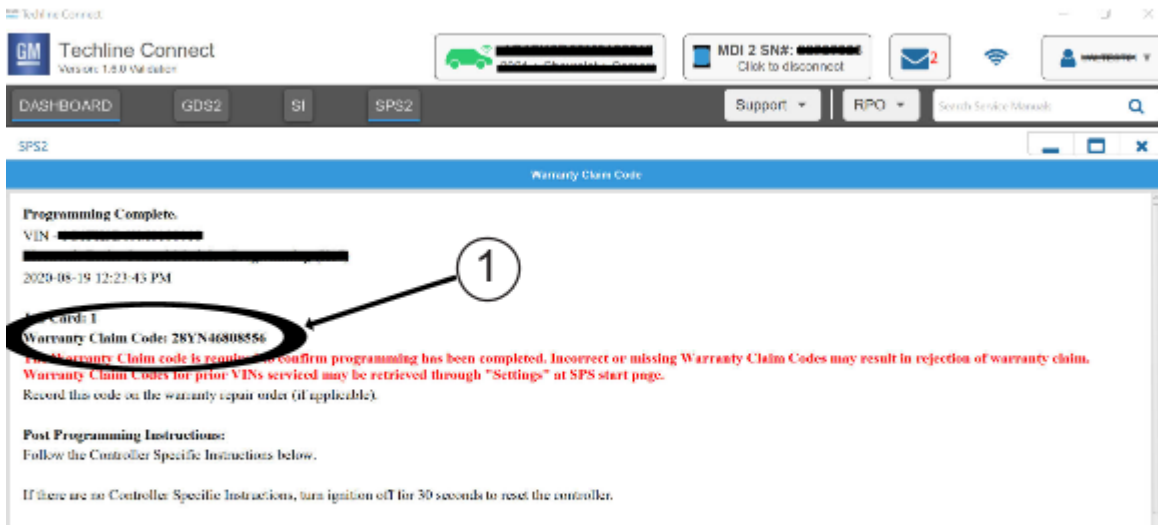 Techline Connect
GM
Techline Connect
Version: 1.6.0 Validation
MDI 2 SN#:
Click to disconnect
2
DASHBOARD
GDS2
SI
SPS2
Support
RPO
Search Service Manuals
SPS2
Warranty Claim Code
Programming Complete.
VIN -
2020-08-19 12:23:43 PM
1
Card: 1
Warranty Claim Code: 28YN46808556
Warranty Claim code is required to confirm programming has been completed. Incorrect or missing Warranty Claim Codes may result in rejection of warranty claim.
Warranty Claim Codes for prior VINs serviced may be retrieved through "Settings" at SPS start page.
Record this code on the warranty repair order (if applicable).
Post Programming Instructions:
Follow the Controller Specific Instructions below.
If there are no Controller Specific Instructions, turn ignition off for 30 seconds to reset the controller.